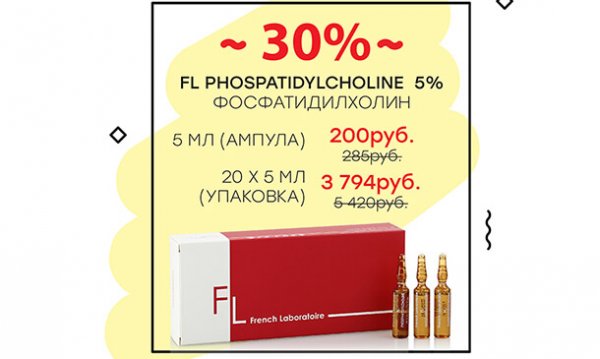 ~ 30% ~
FL PHOSPATIDYLCHOLINE 5%
ФОСФАТИДИЛХОЛИН
5 МЛ (АМПУЛА) 200руб.
285руб.
20 X 5 МЛ
(УПАКОВКА) 3 794руб.
5 420руб.
FL
French Laboratoire